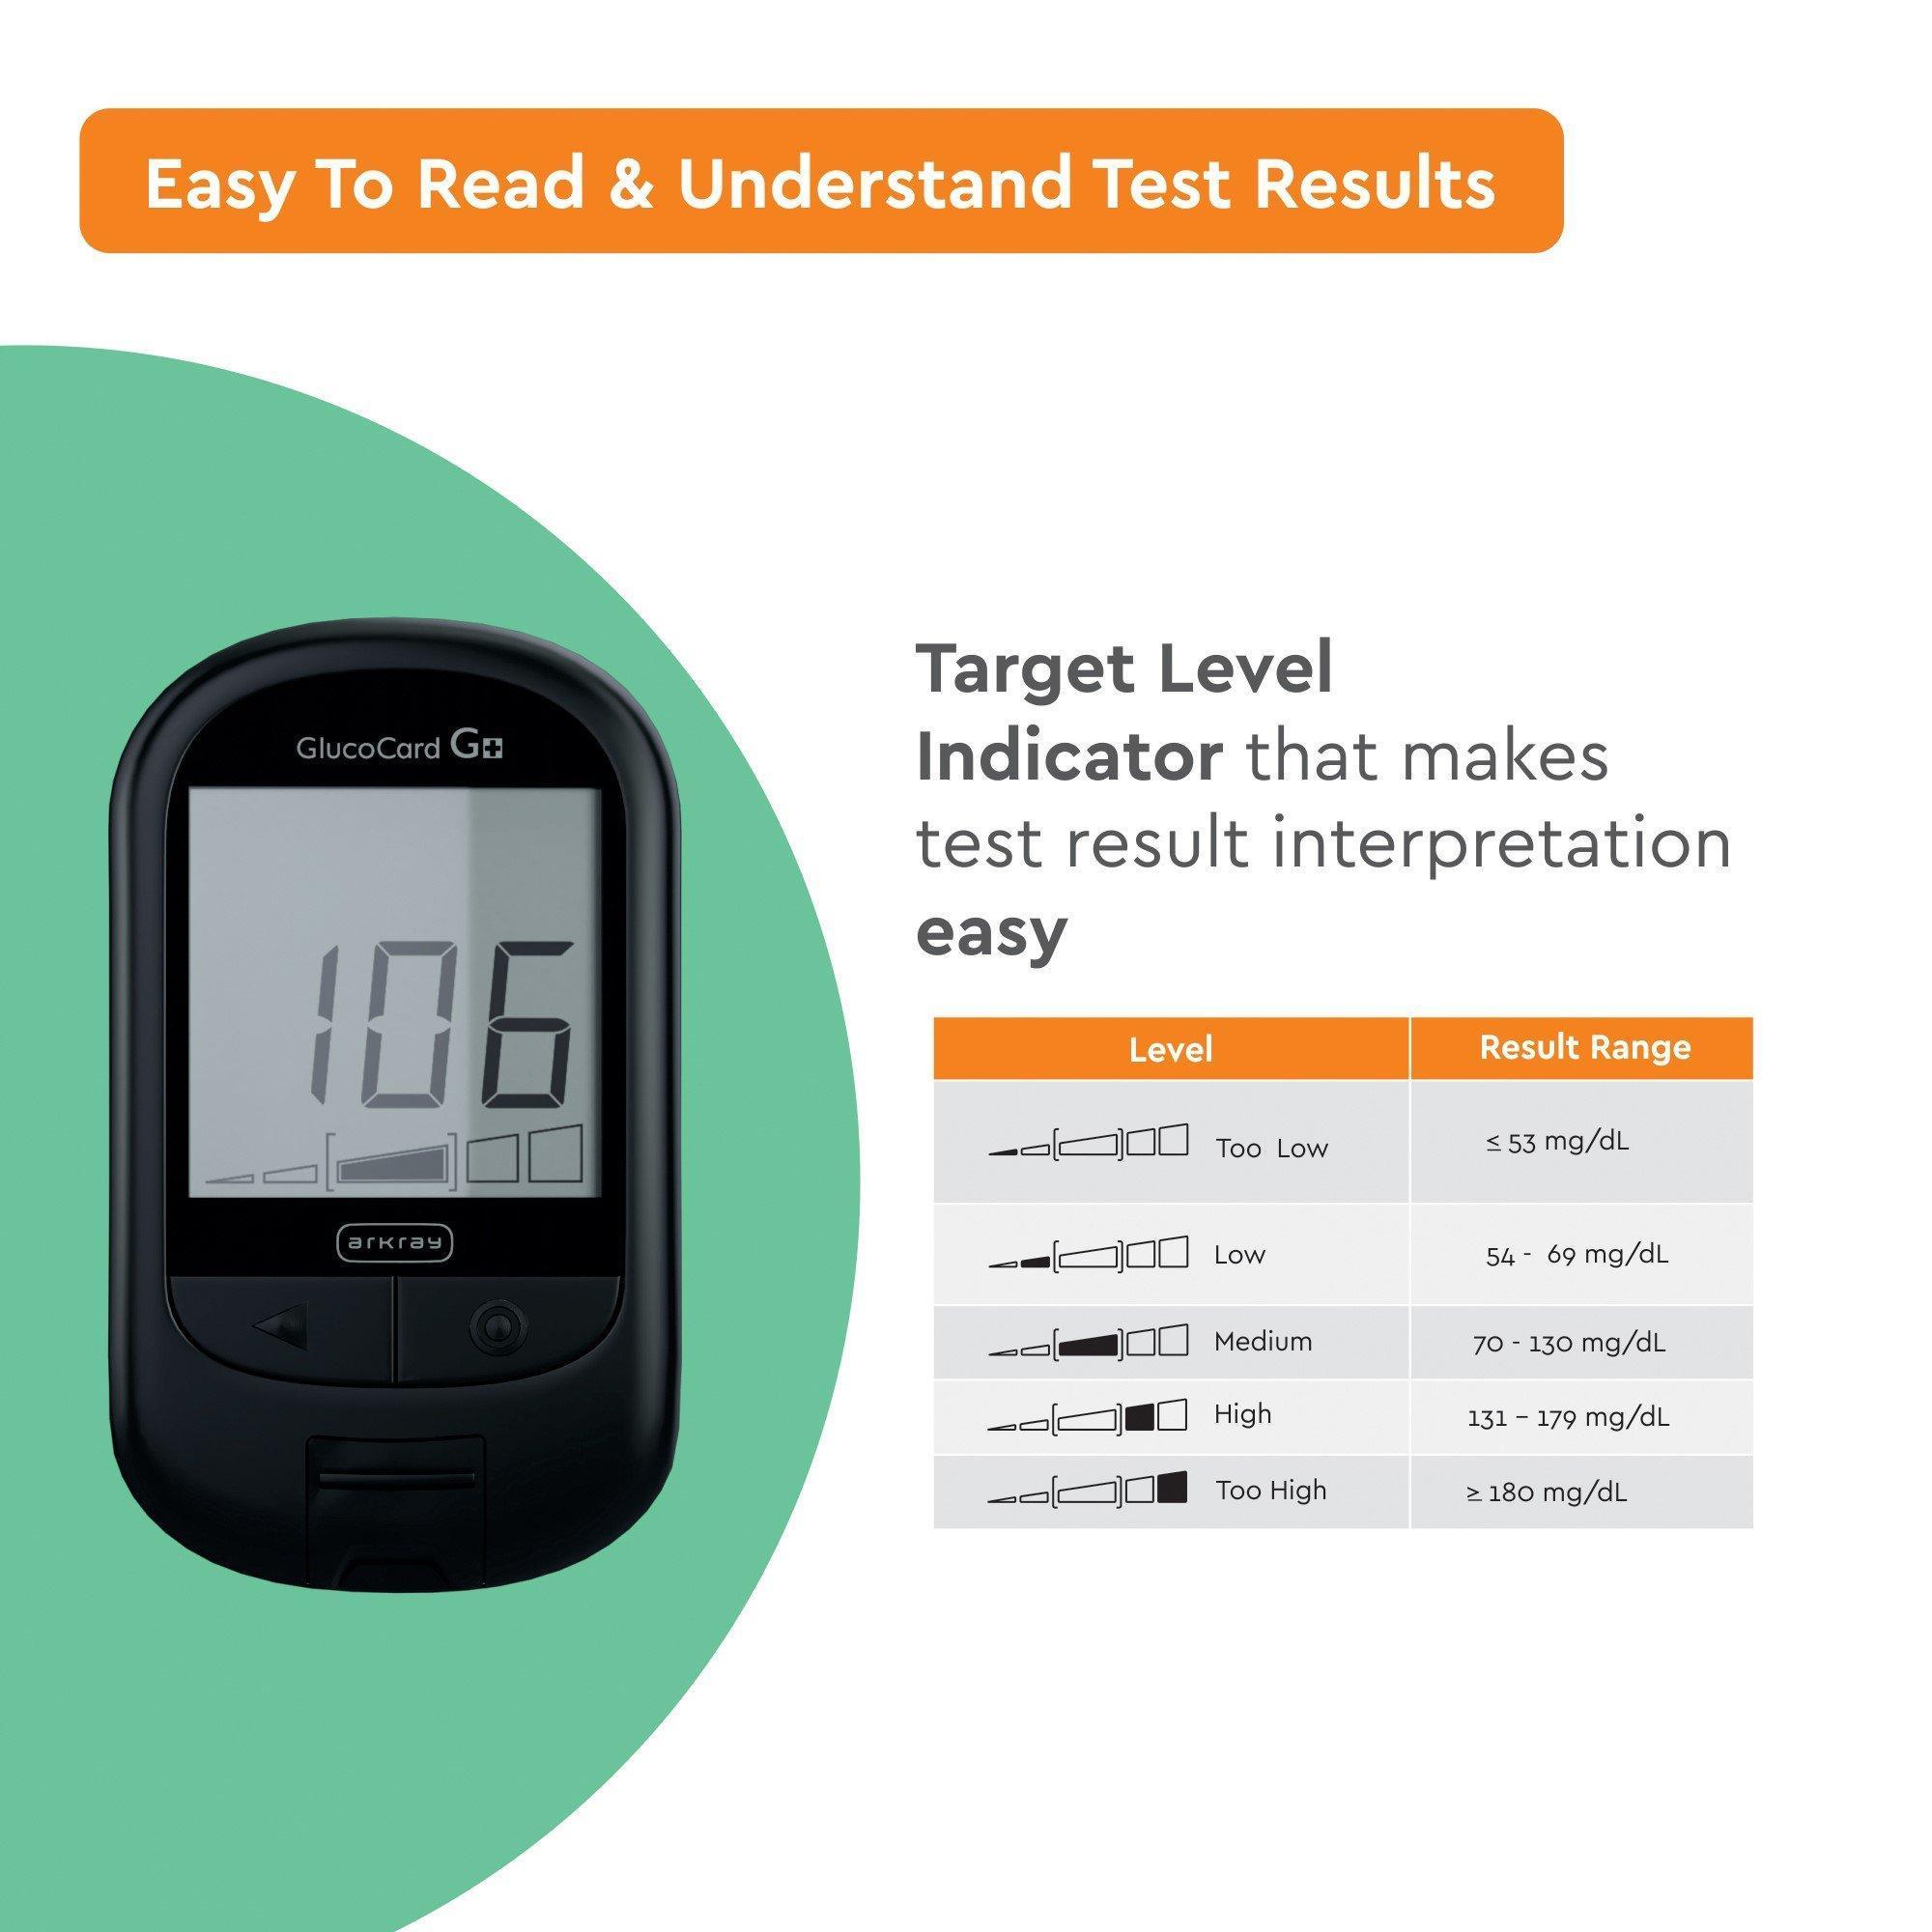 Easy To Read & Understand Test Results
GlucoCard G+
106
arkray
Target Level
Indicator that makes
test result interpretation
easy
Level Result Range
Too Low ≤ 53 mg/dL
Low 54 - 69 mg/dL
Medium 70 - 130 mg/dL
High 131 – 179 mg/dL
Too High ≥ 180 mg/dL